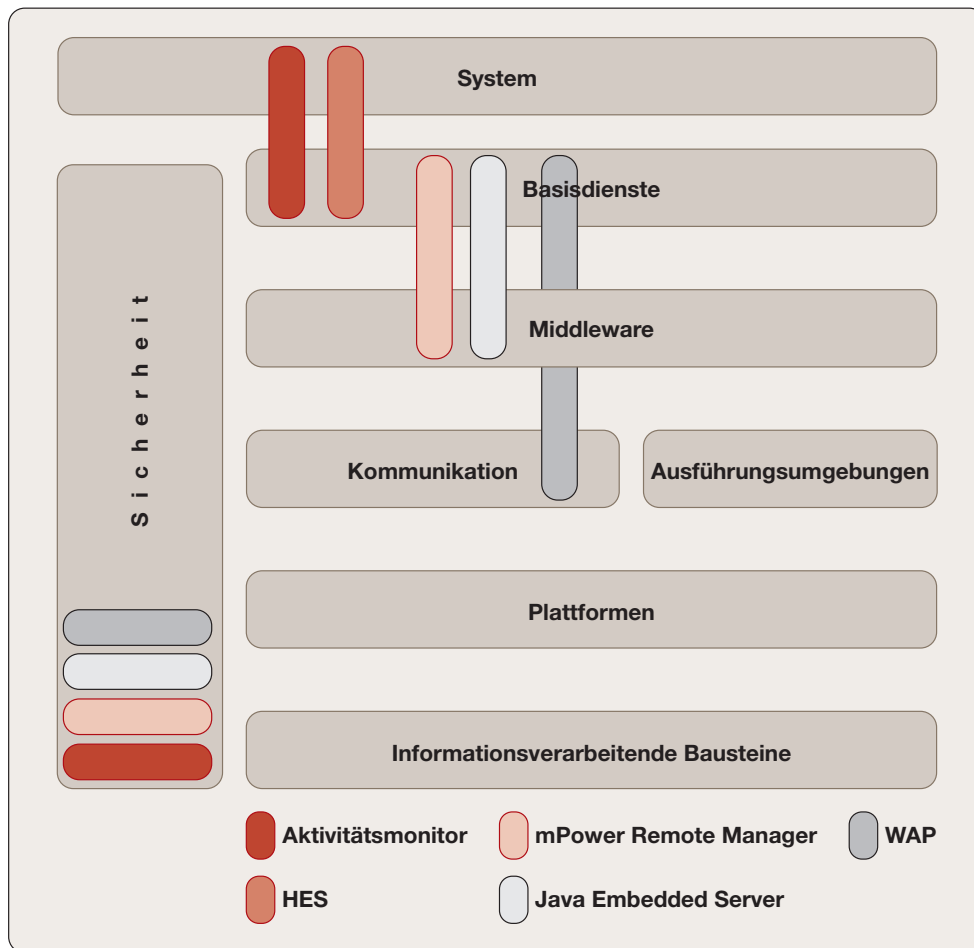 System
Basisdienste
Middleware
Sicherheit
Kommunikation
Ausführungsumgebungen
Plattformen
Informationsverarbeitende Bausteine
Aktivitätsmonitor
mPower Remote Manager
WAP
HES
Java Embedded Server